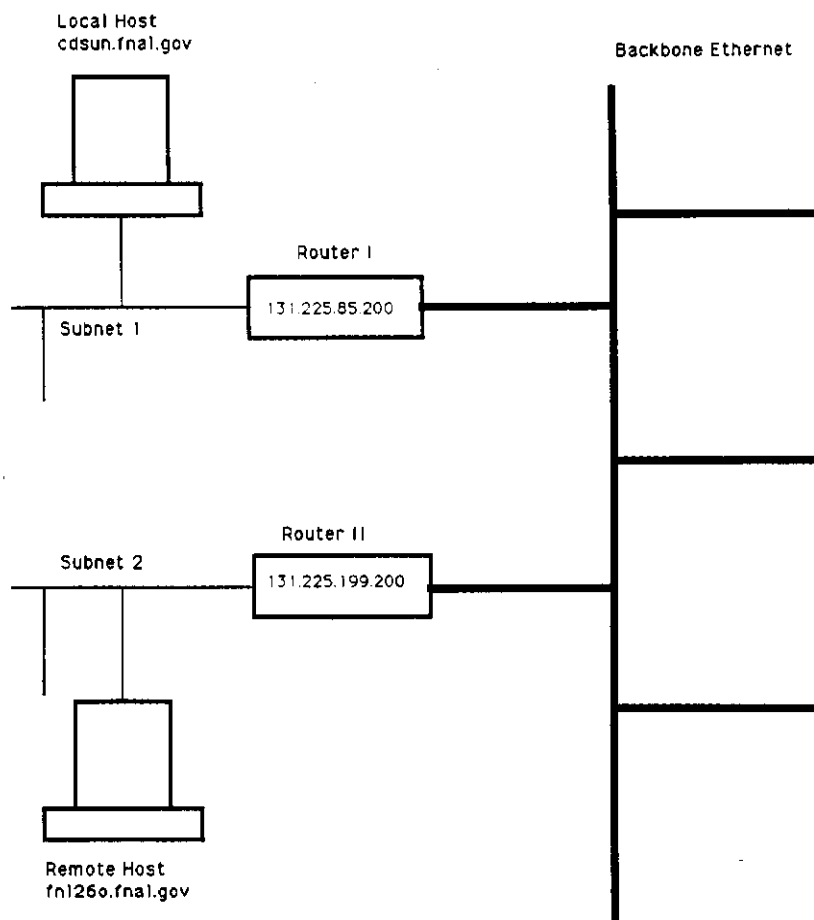 Local Host
cdsun.fnal.gov
Backbone Ethernet
Router I
131.225.85.200
Subnet 1
Router II
Subnet 2
131.225.199.200
Remote Host
fnl26o.fnal.gov